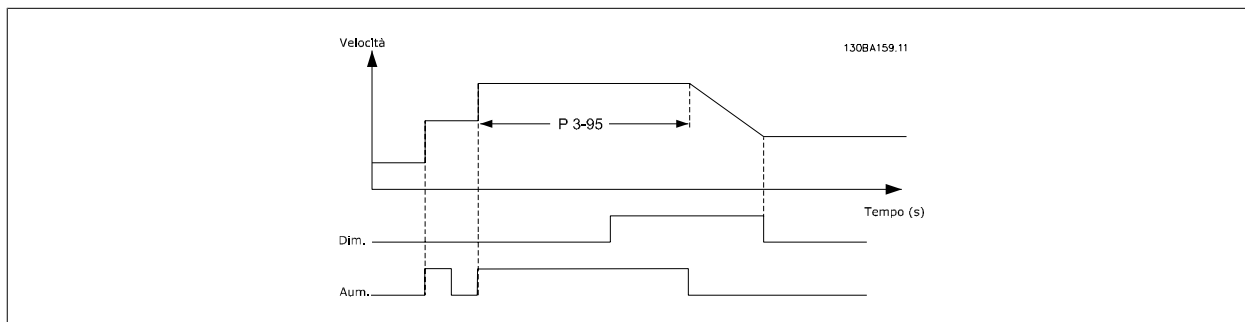 Velocità
130BA159.11
P 3-95
Tempo (s)
Dim.
Aum.